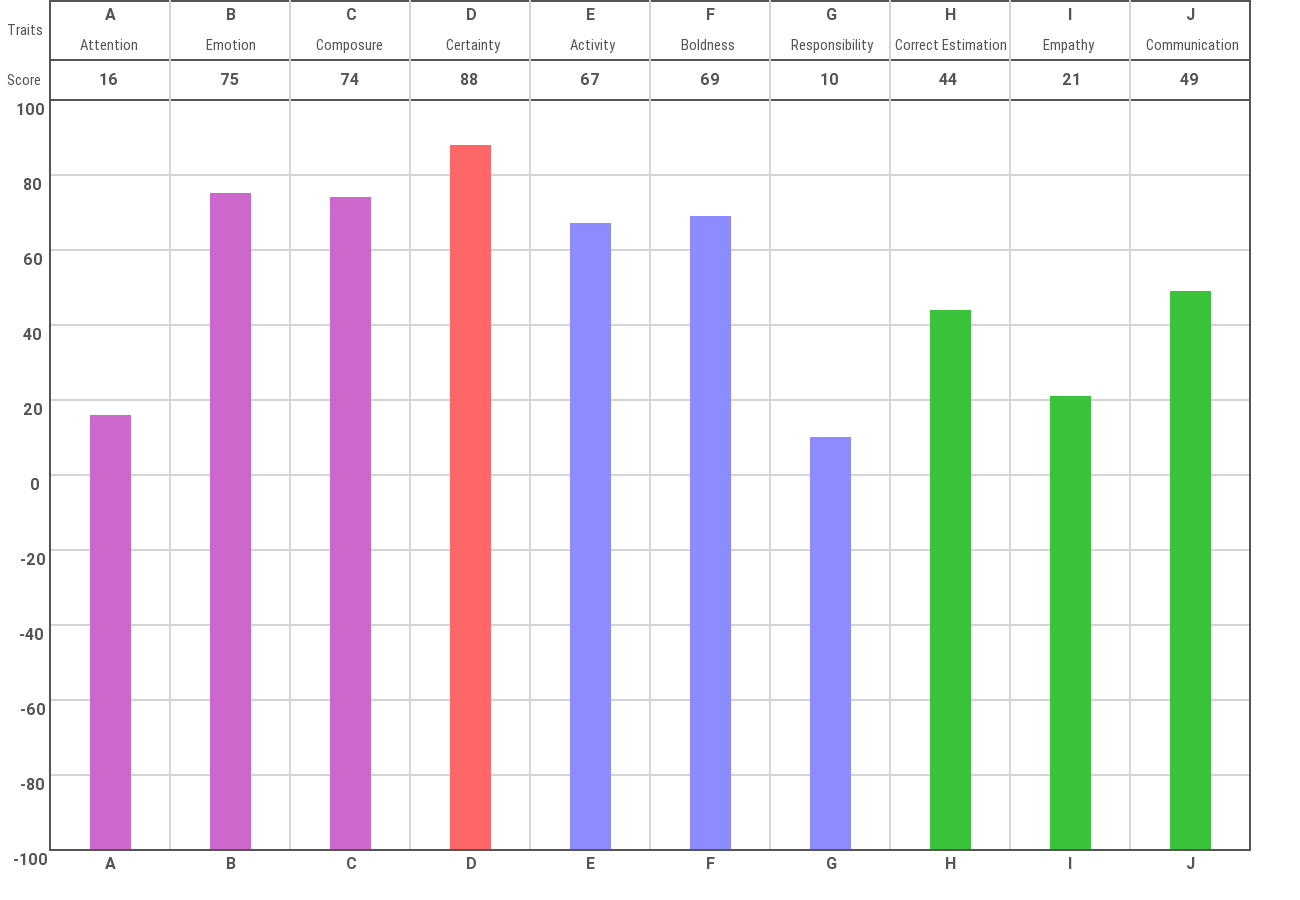 A B C D E F G H I J
Traits
Attention Emotion Composure Certainty Activity Boldness Responsibility Correct Estimation Empathy Communication
Score 16 75 74 88 67 69 10 44 21 49
100
80
60
40
20
0
-20
-40
-60
-80
-100
A B C D E F G H I J